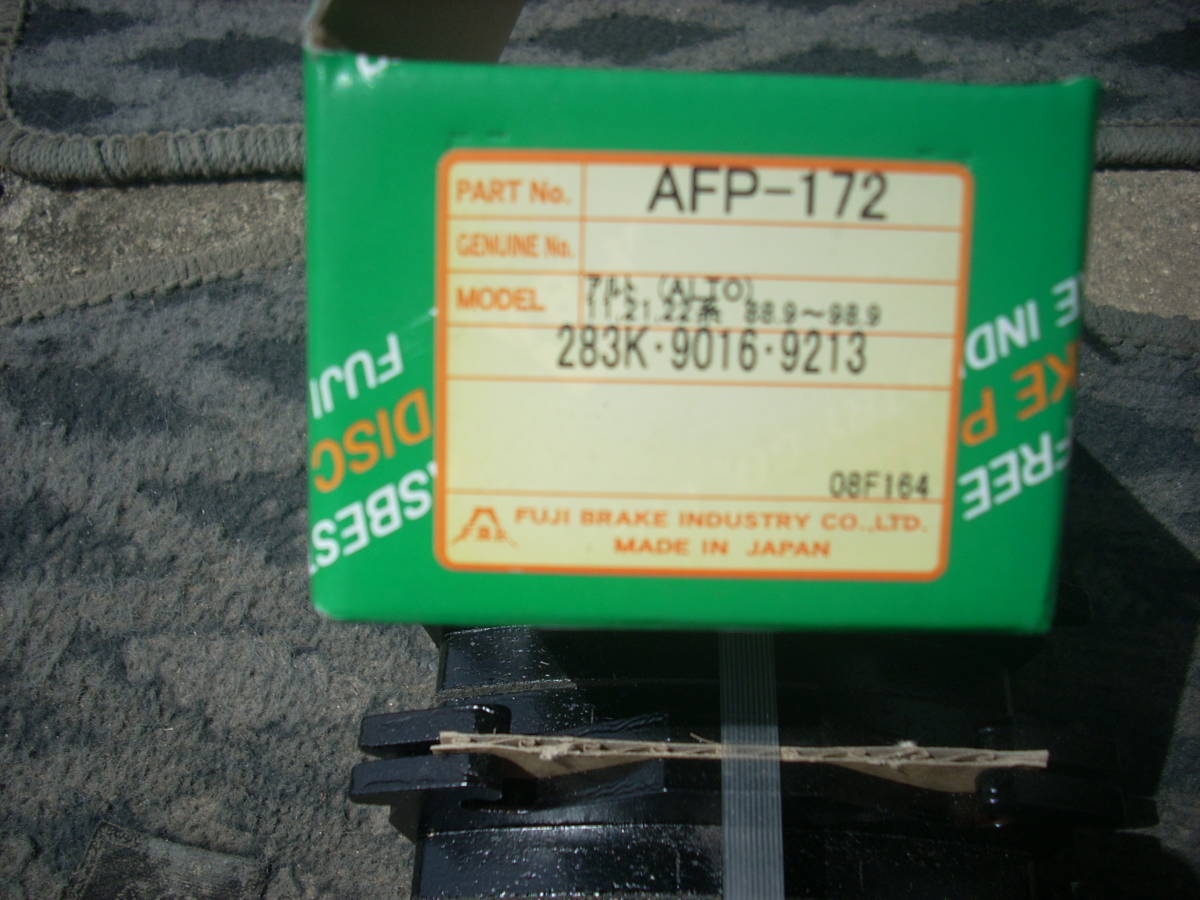 PART No. AFP-172
GENUINE No.
MODEL アルト (ALTO)
11.21.22系 88.9～98.9
283K・9016・9213
08F164
FUJI BRAKE INDUSTRY CO.,LTD.
MADE IN JAPAN
FUJI
DISC
SBES
E IND
KE P
FREE